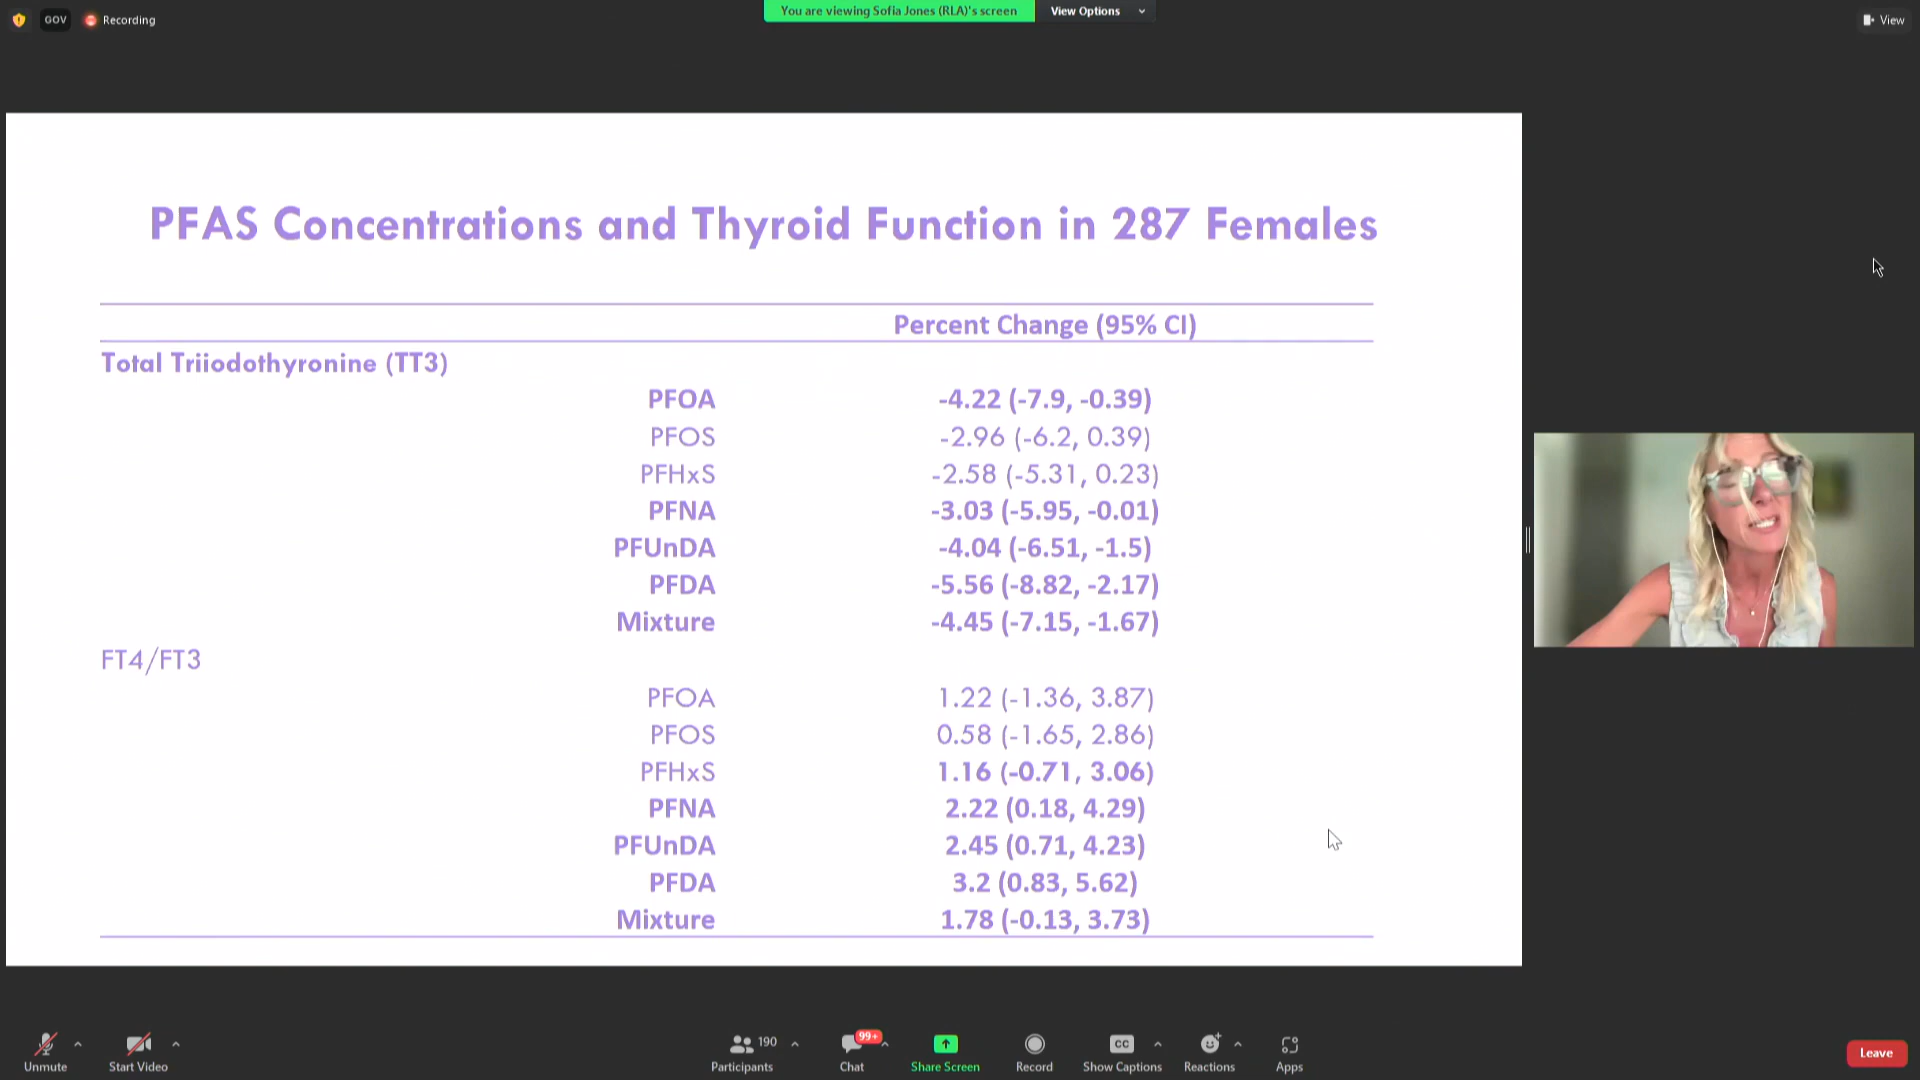 GOV Recording You are viewing Sofia Jones (RLA)'s screen View Options View
PFAS Concentrations and Thyroid Function in 287 Females
Percent Change (95% CI)
Total Triiodothyronine (TT3)
PFOA -4.22 (-7.9, -0.39)
PFOS -2.96 (-6.2, 0.39)
PFHxS -2.58 (-5.31, 0.23)
PFNA -3.03 (-5.95, -0.01)
PFUnDA -4.04 (-6.51, -1.5)
PFDA -5.56 (-8.82, -2.17)
Mixture -4.45 (-7.15, -1.67)
FT4/FT3
PFOA 1.22 (-1.36, 3.87)
PFOS 0.58 (-1.65, 2.86)
PFHxS 1.16 (-0.71, 3.06)
PFNA 2.22 (0.18, 4.29)
PFUnDA 2.45 (0.71, 4.23)
PFDA 3.2 (0.83, 5.62)
Mixture 1.78 (-0.13, 3.73)
190 99+ CC
Unmute Start Video Participants Chat Share Screen Record Show Captions Reactions Apps Leave